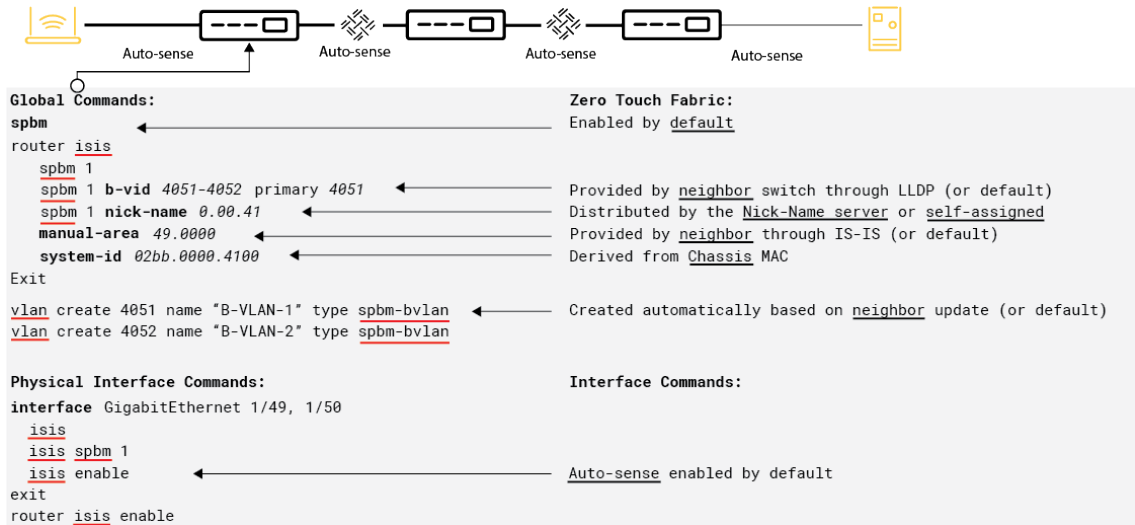 Auto-sense Auto-sense Auto-sense Auto-sense
Global Commands: Zero Touch Fabric:
spbm Enabled by default
router isis
spbm 1
spbm 1 b-vid 4051-4052 primary 4051 Provided by neighbor switch through LLDP (or default)
spbm 1 nick-name 0.00.41 Distributed by the Nick-Name server or self-assigned
manual-area 49.0000 Provided by neighbor through IS-IS (or default)
system-id 02bb.0000.4100 Derived from Chassis MAC
Exit
vlan create 4051 name “B-VLAN-1” type spbm-bvlan Created automatically based on neighbor update (or default)
vlan create 4052 name “B-VLAN-2” type spbm-bvlan
Physical Interface Commands: Interface Commands:
interface GigabitEthernet 1/49, 1/50
isis
isis spbm 1
isis enable Auto-sense enabled by default
exit
router isis enable